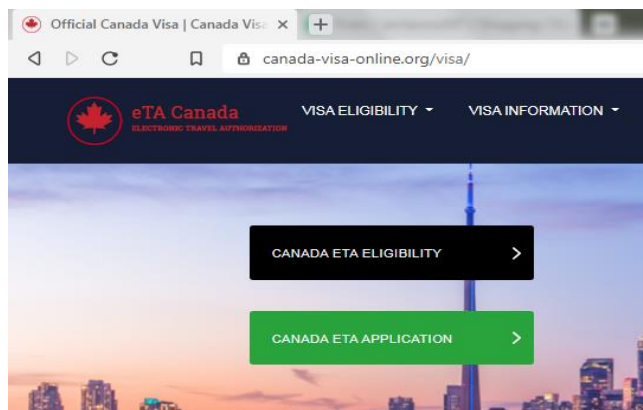 Official Canada Visa | Canada Vis
canada-visa-online.org/visa/
eTA Canada
ELECTRONIC TRAVEL AUTHORIZATION
VISA ELIGIBILITY
VISA INFORMATION
CANADA ETA ELIGIBILITY
CANADA ETA APPLICATION